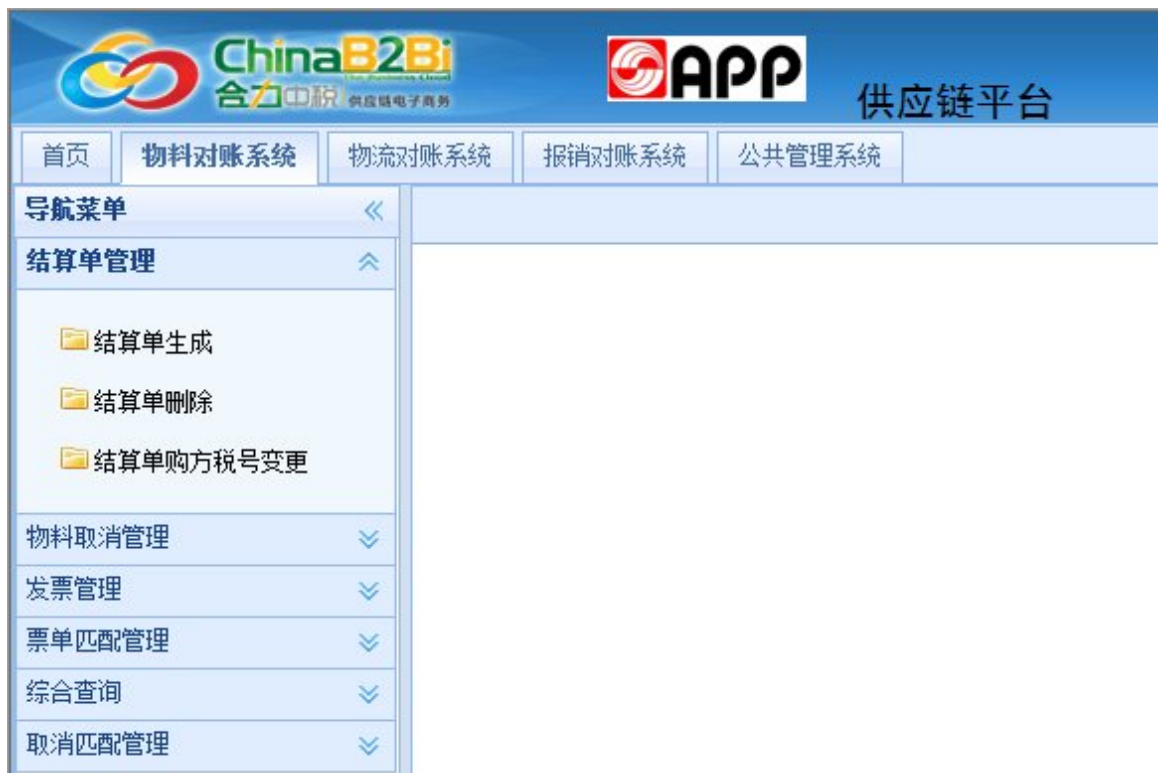 ChinaB2Bi
合力中税 供应链电子商务
APP
供应链平台
首页 物料对账系统 物流对账系统 报销对账系统 公共管理系统
导航菜单
结算单管理
结算单生成
结算单删除
结算单购方税号变更
物料取消管理
发票管理
票单匹配管理
综合查询
取消匹配管理